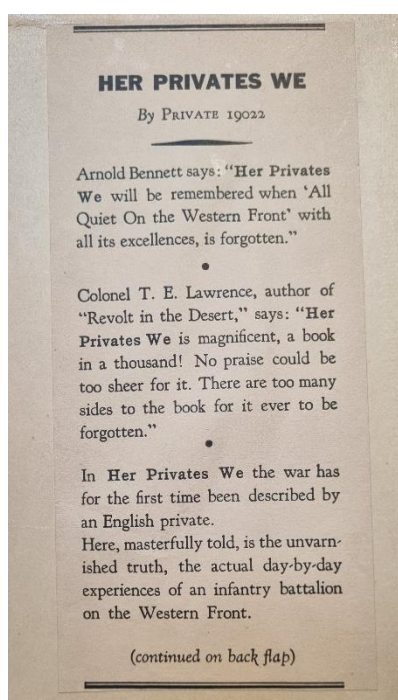 HER PRIVATES WE
By PRIVATE 19022
Arnold Bennett says: “Her Privates
We will be remembered when ‘All
Quiet On the Western Front’ with
all its excellences, is forgotten.”
•
Colonel T. E. Lawrence, author of
“Revolt in the Desert,” says: “Her
Privates We is magnificent, a book
in a thousand! No praise could be
too sheer for it. There are too many
sides to the book for it ever to be
forgotten.”
•
In Her Privates We the war has
for the first time been described by
an English private.
Here, masterfully told, is the unvarn-
ished truth, the actual day-by-day
experiences of an infantry battalion
on the Western Front.
(continued on back flap)